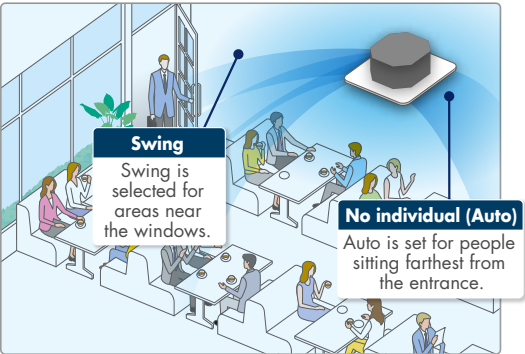 Swing
Swing is
selected for
areas near
the windows.
No individual (Auto)
Auto is set for people
sitting farthest from
the entrance.